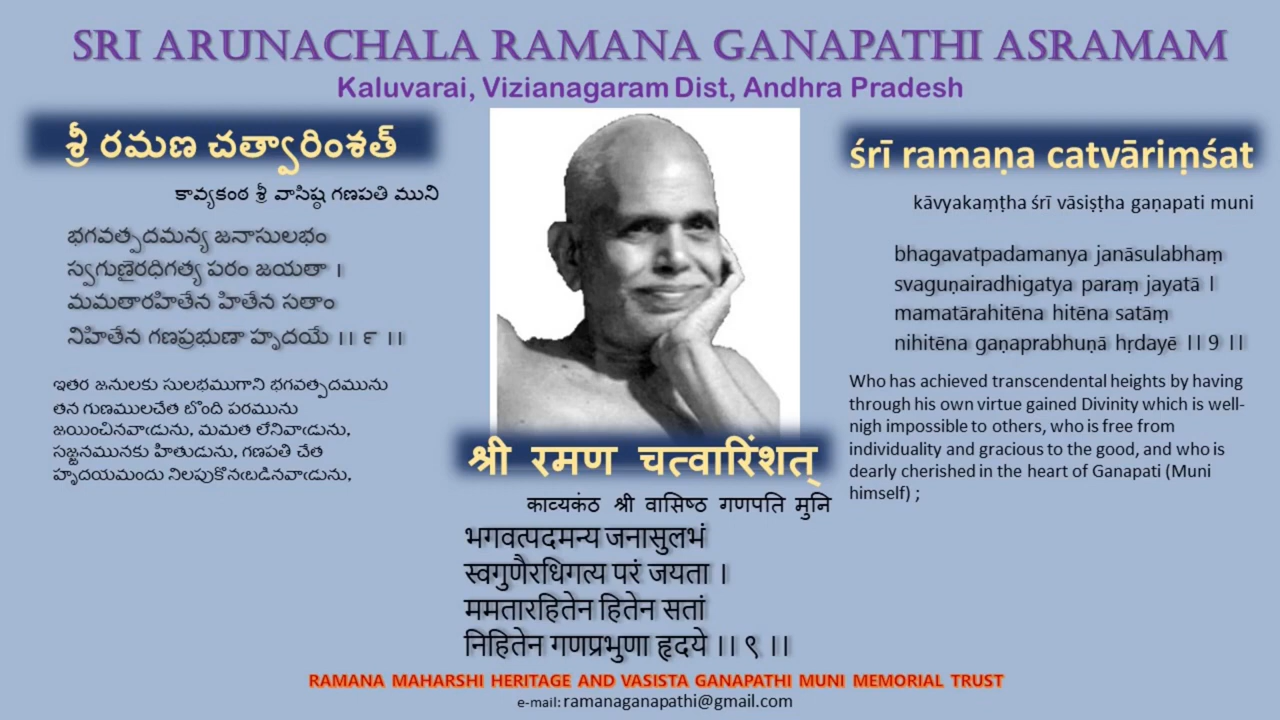 SRI ARUNACHALA RAMANA GANAPATHI ASRAMAM
Kaluvarai, Vizianagaram Dist, Andhra Pradesh
శ్రీ రమణ చత్వారింశత్
కావ్యకంఠ శ్రీ వాసిష్ఠ గణపతి ముని
భగవత్పదమన్య జనాసులభం
స్వగుణైరధిగత్య పరం జయతా ।
మమతారహితేన హితేన సతాం
నిహితేన గణప్రభుణా హృదయే ।। ౯ ।।
ఇతర జనులకు సులభముగాని భగవత్పదమును
తన గుణములచేత బొంది పరమును
జయించినవాఁడును, మమత లేనివాఁడును,
సజ్జనమునకు హితుడును, గణపతి చేత
హృదయమందు నిలపుకొనఁబడినవాఁడును,
śrī ramaṇa catvāriṃśat
kāvyakaṃṭha śrī vāsiṣṭha gaṇapati muni
bhagavatpadamanya janāsulabhaṃ
svaguṇairadhigatya paraṃ jayatā ।
mamatārahitēna hitēna satāṃ
nihitēna gaṇaprabhuṇā hṛdayē ।। 9 ।।
Who has achieved transcendental heights by having
through his own virtue gained Divinity which is well-
nigh impossible to others, who is free from
individuality and gracious to the good, and who is
dearly cherished in the heart of Ganapati (Muni
himself) ;
श्री रमण चत्वारिंशत्
काव्यकंठ श्री वासिष्ठ गणपति मुनि
भगवत्पदमन्य जनासुलभं
स्वगुणैरधिगत्य परं जयता ।
ममतारहितेन हितेन सतां
निहितेन गणप्रभुणा हृदये ।। ९ ।।
RAMANA MAHARSHI HERITAGE AND VASISTA GANAPATHI MUNI MEMORIAL TRUST
e-mail: ramanaganapathi@gmail.com